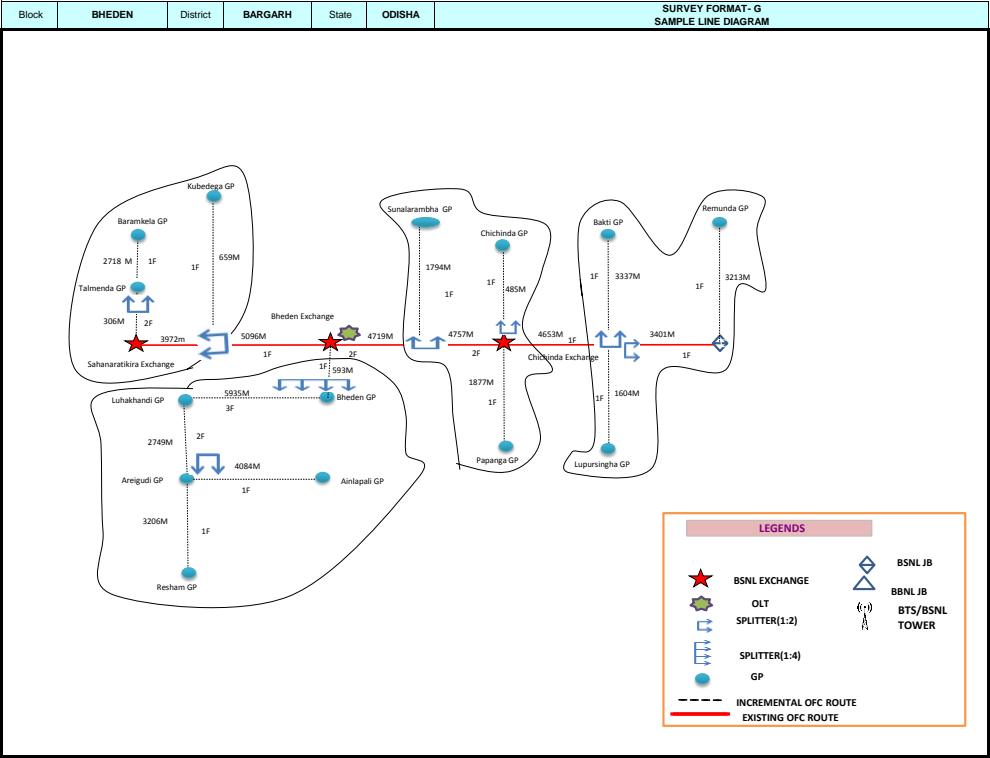 Block BHEDEN District BARGARH State ODISHA SURVEY FORMAT- G
SAMPLE LINE DIAGRAM
Kubedega GP
Baramkela GP
2718 M 1F
1F 659M
Talmenda GP
306M 2F
3972m
Sahanaratikira Exchange
5096M
1F
Bheden Exchange
4719M
2F
1F 593M
Bheden GP
Luhakhandi GP
5935M
3F
2749M 2F
Areigudi GP
4084M
1F
Ainlapali GP
3206M 1F
Resham GP
Sunalarambha GP
1794M
1F
Chichinda GP
1F 485M
4757M
2F
4653M 1F
Chichinda Exchange
1877M
1F
Papanga GP
Bakti GP
1F 3337M
3401M
1F
1F 1604M
Lupursingha GP
Remunda GP
1F 3213M
LEGENDS
BSNL EXCHANGE
OLT
SPLITTER(1:2)
SPLITTER(1:4)
GP
INCREMENTAL OFC ROUTE
EXISTING OFC ROUTE
BSNL JB
BBNL JB
BTS/BSNL
TOWER